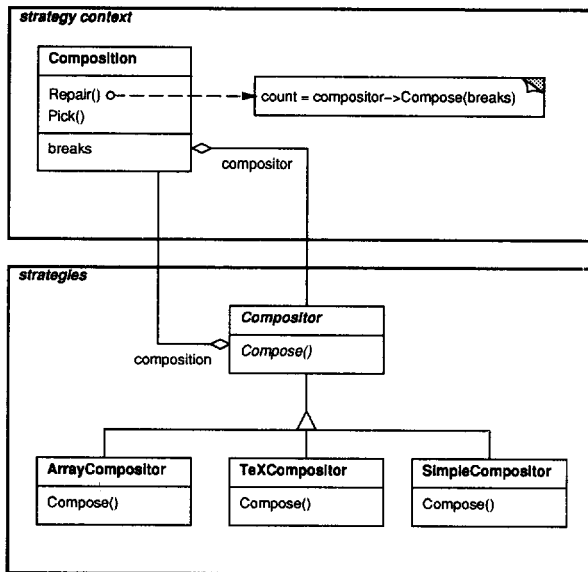 strategy context
Composition
Repair()
count = compositor->Compose(breaks)
Pick()
breaks
compositor
strategies
Compositor
Compose()
composition
ArrayCompositor
TeXCompositor
SimpleCompositor
Compose()
Compose()
Compose()